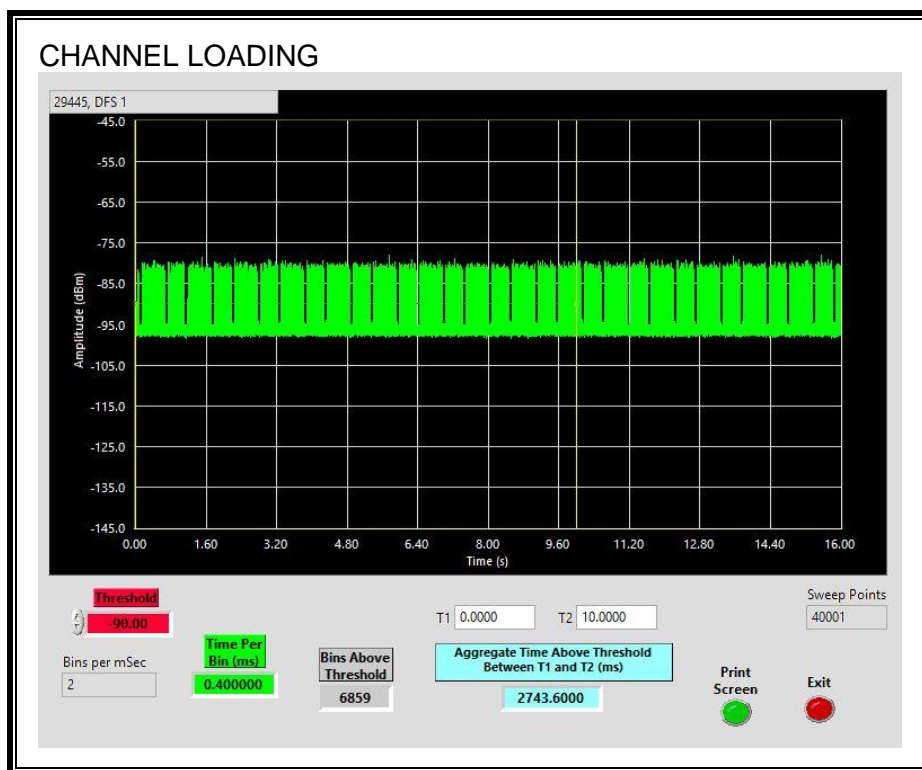 CHANNEL LOADING
29445, DFS 1
-45.0
-55.0
-65.0
-75.0
-85.0
-95.0
-105.0
-115.0
-125.0
-135.0
-145.0
Amplitude (dBm)
0.00 1.60 3.20 4.80 6.40 8.00 9.60 11.20 12.80 14.40 16.00
Time (s)
Threshold
-90.00
T1 0.0000 T2 10.0000
Sweep Points
40001
Bins per mSec
2
Time Per
Bin (ms)
0.400000
Bins Above
Threshold
6859
Aggregate Time Above Threshold
Between T1 and T2 (ms)
2743.6000
Print
Screen
Exit